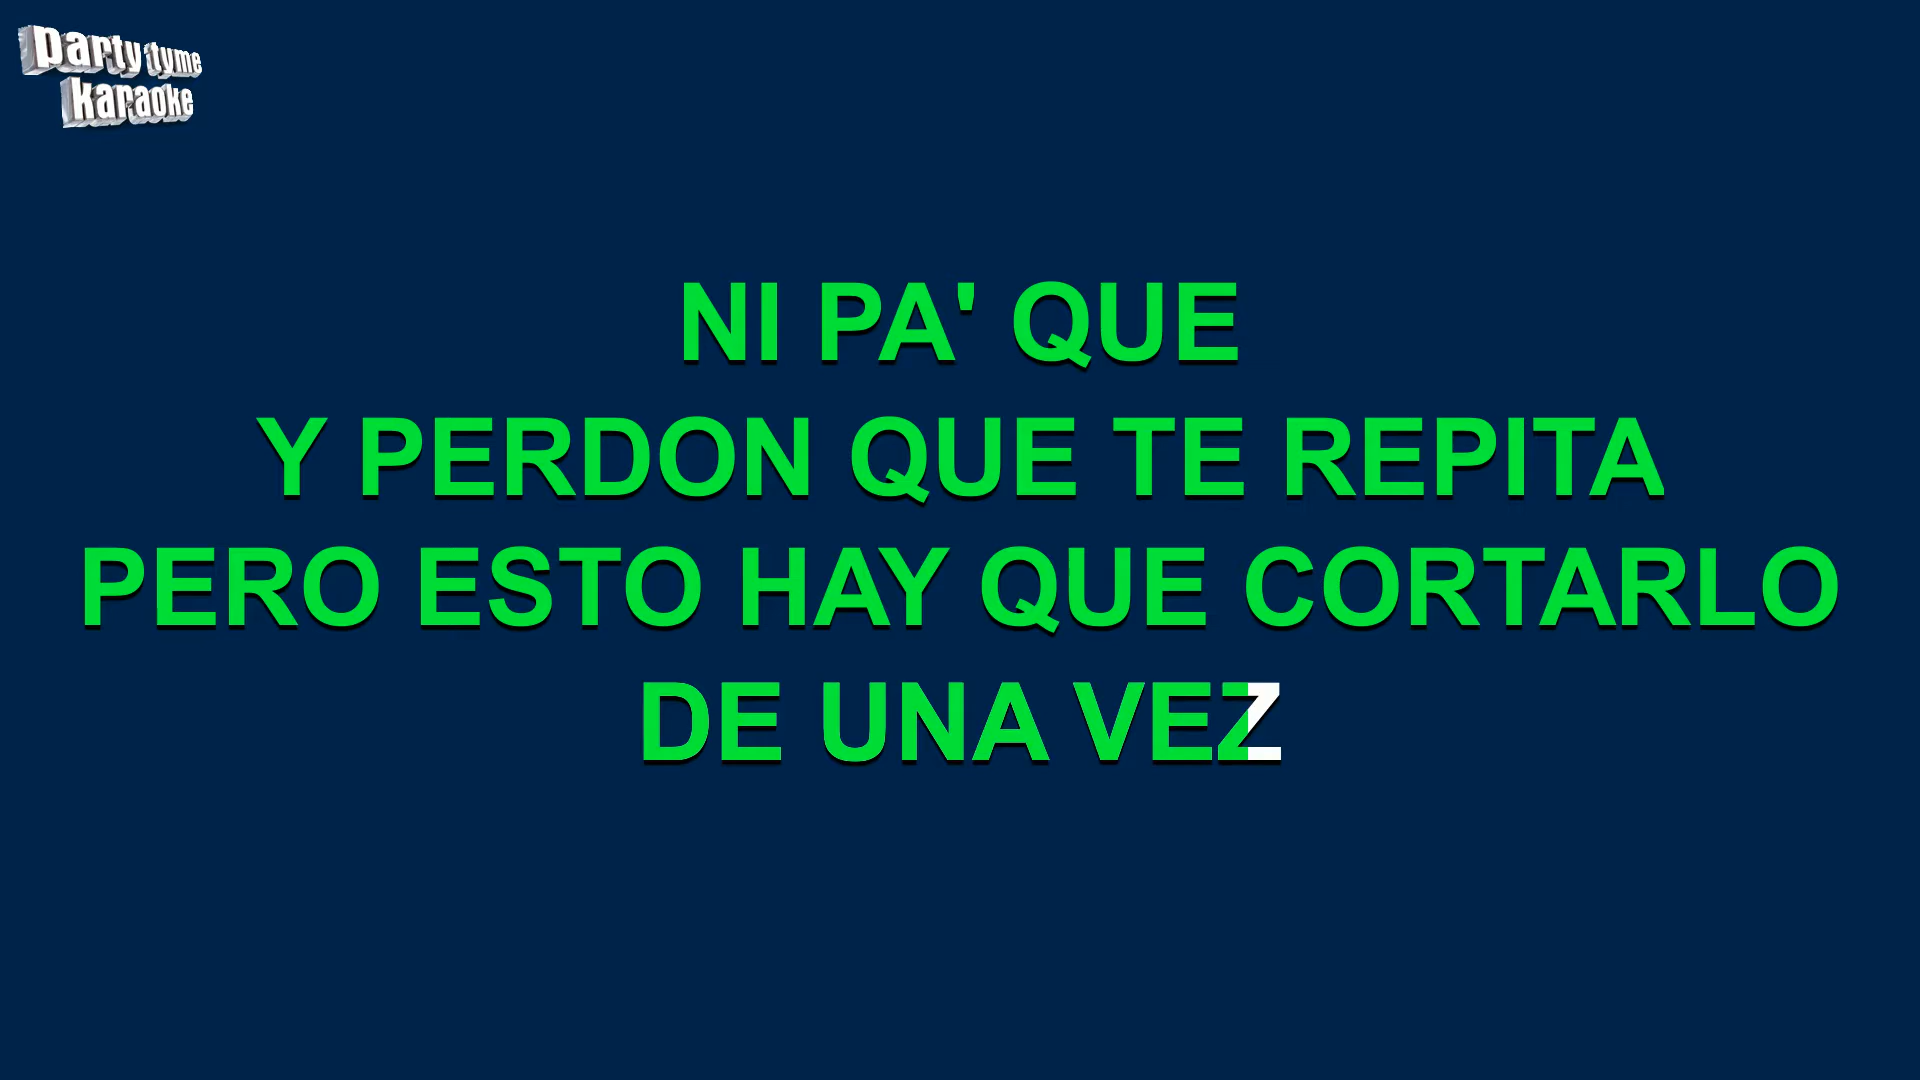 party tyme
karaoke
NI PA' QUE
Y PERDON QUE TE REPITA
PERO ESTO HAY QUE CORTARLO
DE UNA VEZ